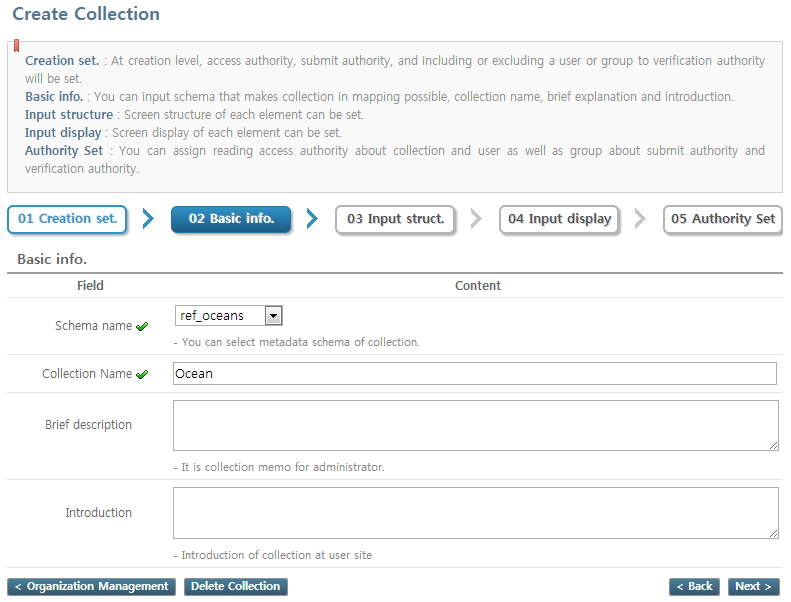 Create Collection
Creation set. : At creation level, access authority, submit authority, and including or excluding a user or group to verification authority
will be set.
Basic info. : You can input schema that makes collection in mapping possible, collection name, brief explanation and introduction.
Input structure : Screen structure of each element can be set.
Input display : Screen display of each element can be set.
Authority Set : You can assign reading access authority about collection and user as well as group about submit authority and
verification authority.
01 Creation set. 02 Basic info. 03 Input struct. 04 Input display 05 Authority Set
Basic info.
Field Content
Schema name ref_oceans
- You can select metadata schema of collection.
Collection Name Ocean
Brief description
- It is collection memo for administrator.
Introduction
- Introduction of collection at user site
< Organization Management Delete Collection < Back Next >